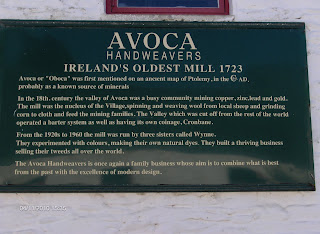 AVOCA
HANDWEAVERS
IRELAND'S OLDEST MILL 1723
Avoca or "Oboca" was first mentioned on an ancient map of Ptolemy, in the AD,
probably as a known source of minerals
In the 18th. century the valley of Avoca was a busy community mining copper, zinc, lead and gold.
The mill was the nucleus of the Village, spinning and weaving wool from local sheep and grinding
corn to cloth and feed the mining families. The Valley which was cut off from the rest of the world
operated a barter system as well as having its own coinage, Cronbane.
From the 1920s to 1960 the mill was run by three sisters called Wynne.
They experimented with colours, making their own natural dyes. They built a thriving business
selling their tweeds all over the world.
The Avoca Handweavers is once again a family business whose aim is to combine what is best
from the past with the excellence of modern design.